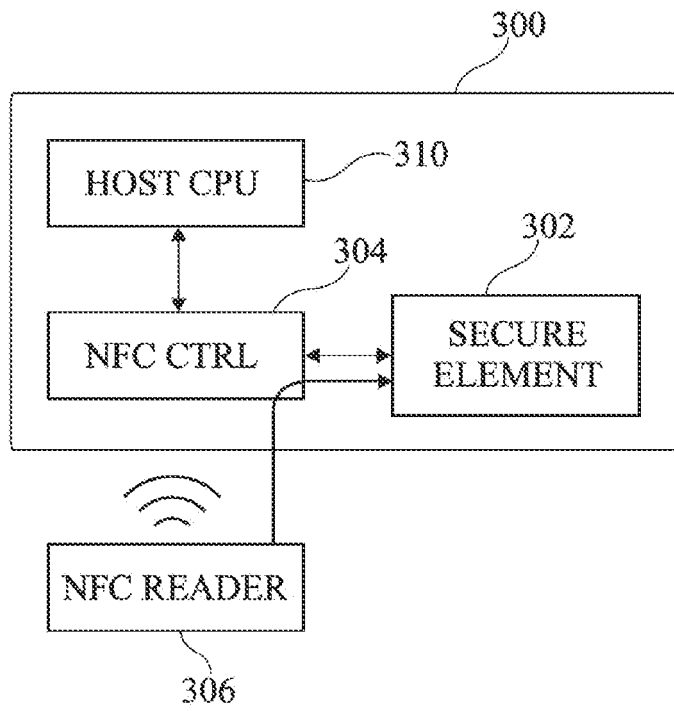 300
HOST CPU
310
304
302
NFC CTRL
SECURE
ELEMENT
NFC READER
306